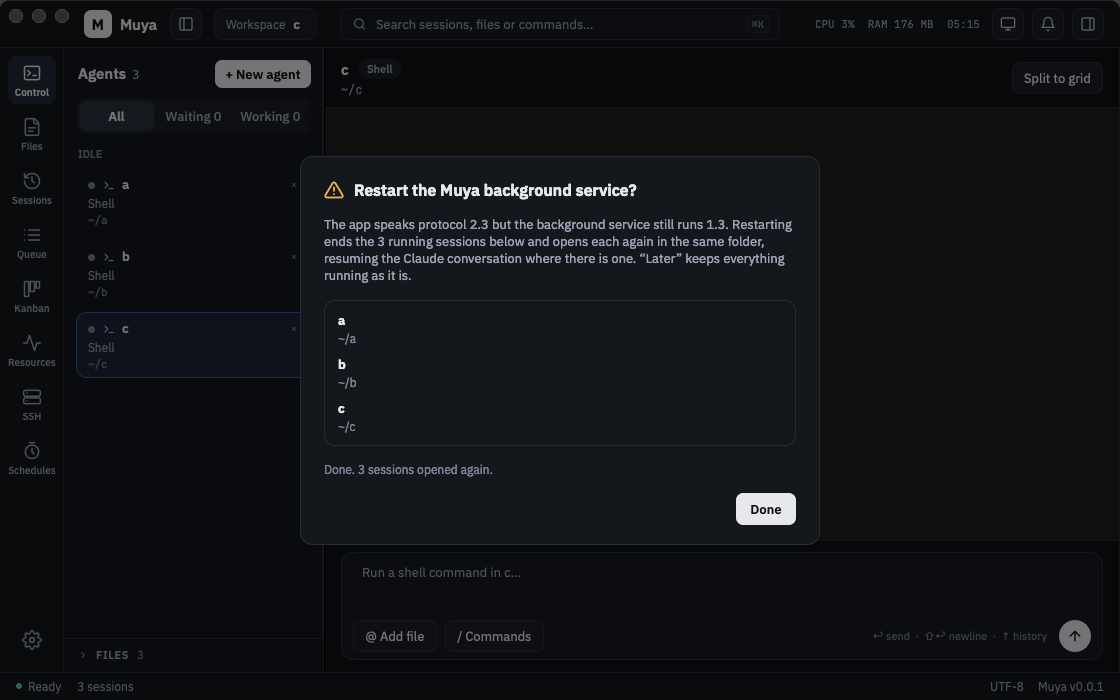 M Muya
Workspace c
Search sessions, files or commands... ⌘K
CPU 3% RAM 176 MB 05:15
Control
Files
Sessions
Queue
Kanban
Resources
SSH
Schedules
Agents 3
+ New agent
All Waiting 0 Working 0
IDLE
a ×
Shell
~/a
b ×
Shell
~/b
c ×
Shell
~/c
› FILES 3
c Shell
~/c
Split to grid
Restart the Muya background service?
The app speaks protocol 2.3 but the background service still runs 1.3. Restarting
ends the 3 running sessions below and opens each again in the same folder,
resuming the Claude conversation where there is one. “Later” keeps everything
running as it is.
a
~/a
b
~/b
c
~/c
Done. 3 sessions opened again.
Done
Run a shell command in c...
@ Add file / Commands
↩ send · ⇧↩ newline · ↑ history
Ready 3 sessions
UTF-8 Muya v0.0.1